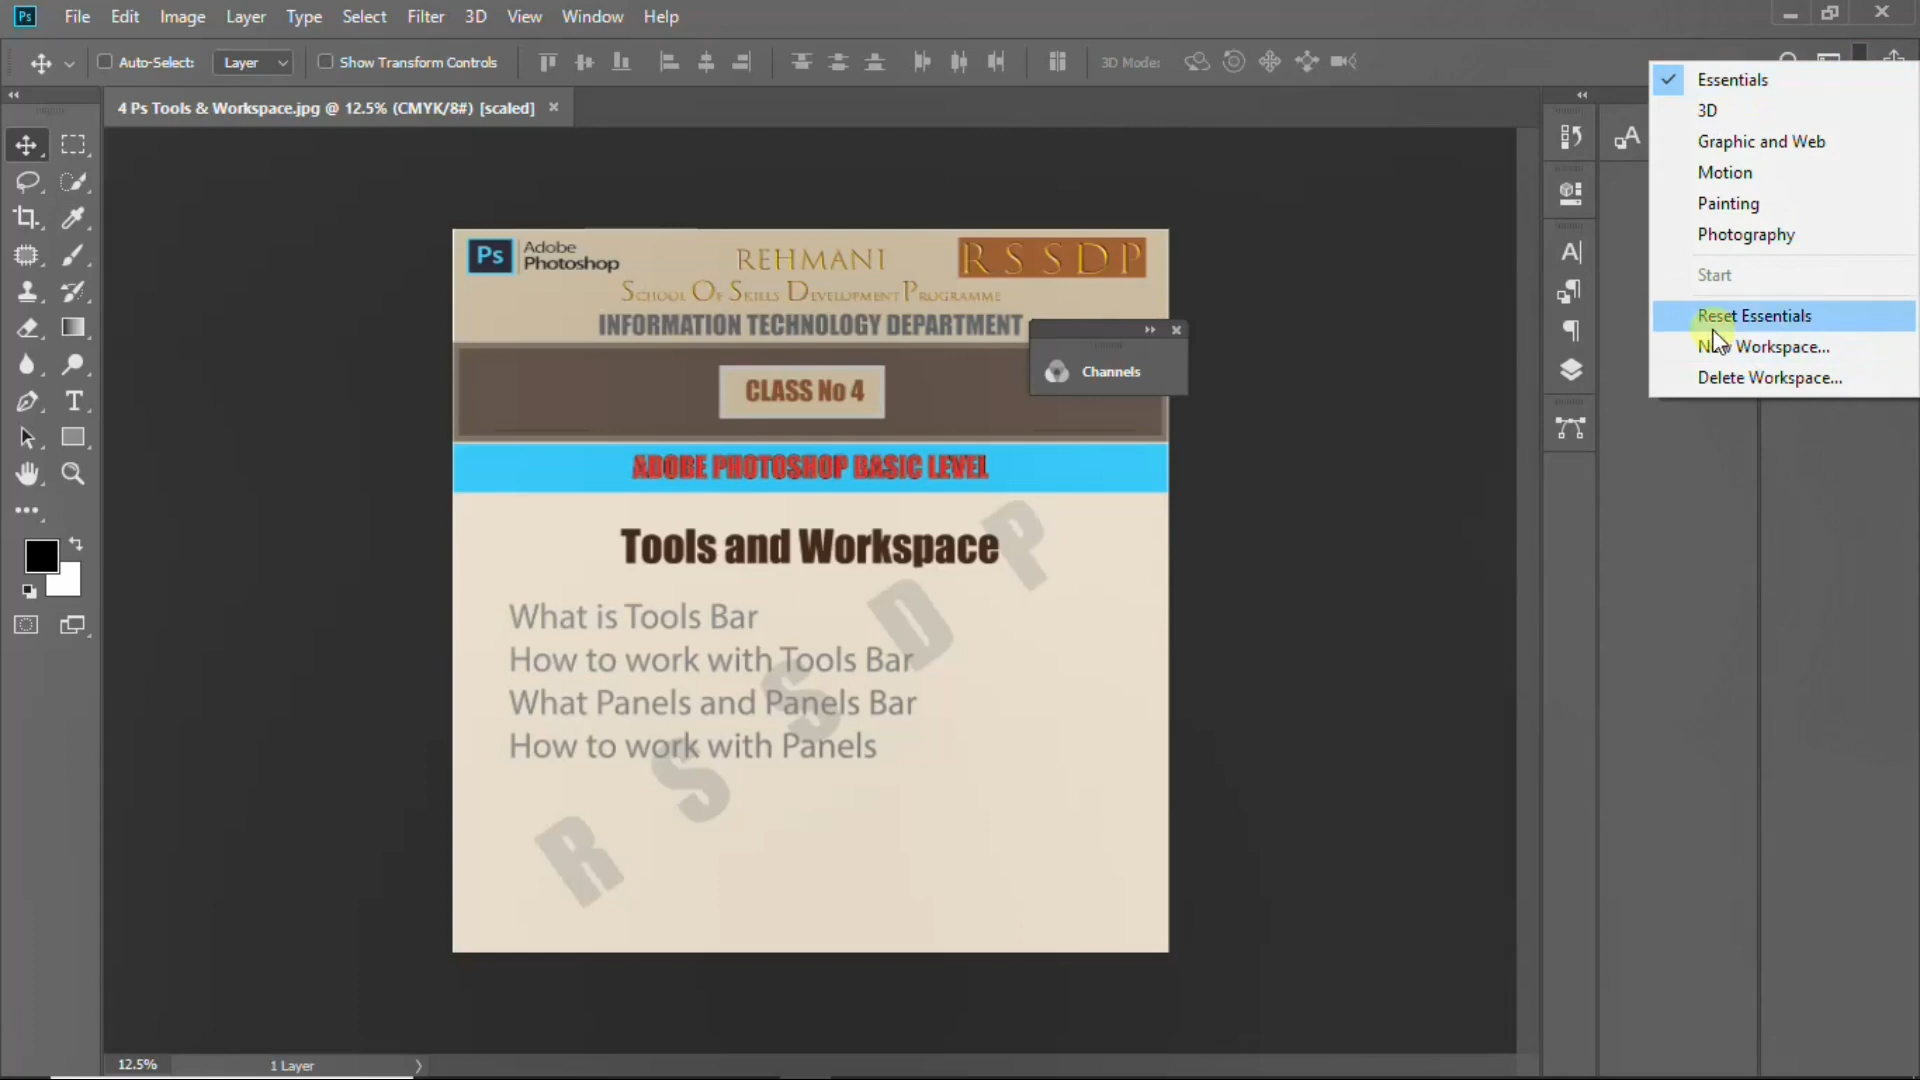 Ps File Edit Image Layer Type Select Filter 3D View Window Help
Auto-Select: Layer Show Transform Controls 3D Mode:
4 Ps Tools & Workspace.jpg @ 12.5% (CMYK/8#) [scaled]
Essentials
3D
Graphic and Web
Motion
Painting
Photography
Start
Reset Essentials
New Workspace...
Delete Workspace...
Ps Adobe
Photoshop
REHMANI
RSSDP
School Of Skills Development Programme
INFORMATION TECHNOLOGY DEPARTMENT
Channels
CLASS No 4
ADOBE PHOTOSHOP BASIC LEVEL
Tools and Workspace
What is Tools Bar
How to work with Tools Bar
What Panels and Panels Bar
How to work with Panels
R S S D P
12.5% 1 Layer